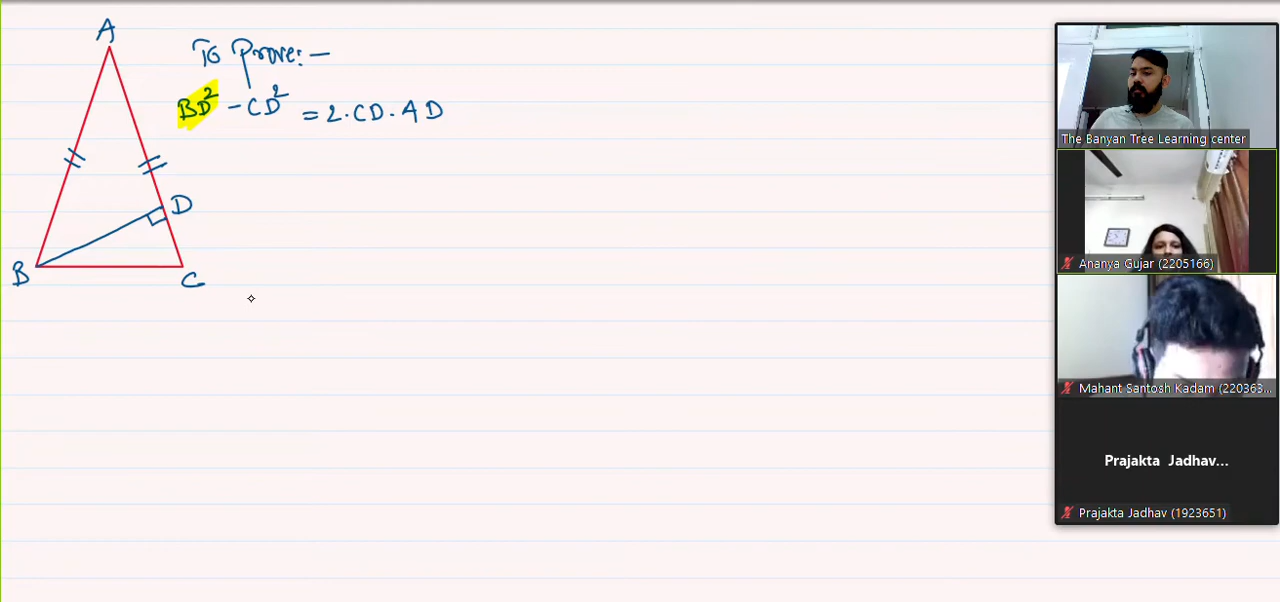 A
To Prove:-
BD² - CD² = 2·CD·AD
D
B
C
The Banyan Tree Learning center
Ananya Gujar (2205166)
Mahant Santosh Kadam (220363...
Prajakta Jadhav...
Prajakta Jadhav (1923651)